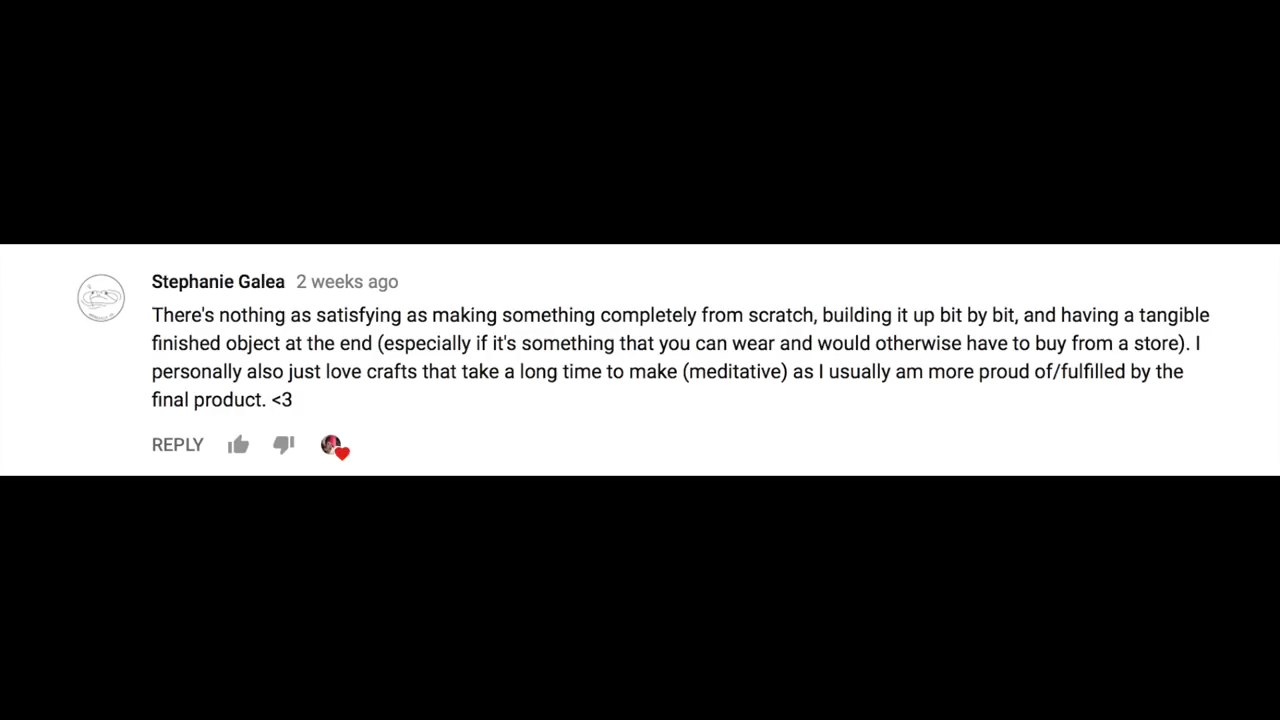 Stephanie Galea 2 weeks ago
There's nothing as satisfying as making something completely from scratch, building it up bit by bit, and having a tangible
finished object at the end (especially if it's something that you can wear and would otherwise have to buy from a store). I
personally also just love crafts that take a long time to make (meditative) as I usually am more proud of/fulfilled by the
final product. <3
REPLY